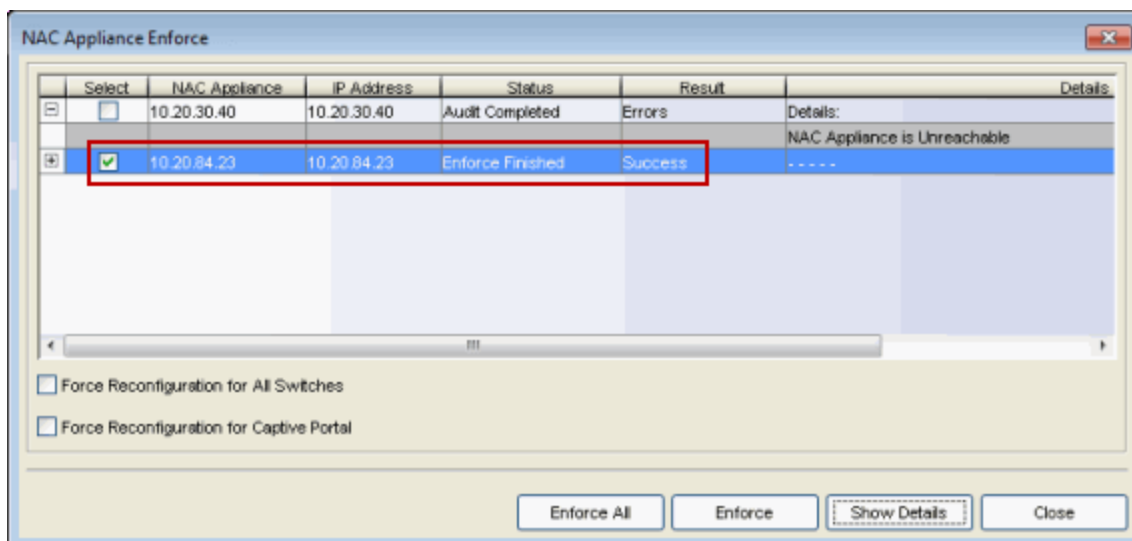 NAC Appliance Enforce
Select NAC Appliance IP Address Status Result Details
10.20.30.40 10.20.30.40 Audit Completed Errors Details:
NAC Appliance is Unreachable
10.20.84.23 10.20.84.23 Enforce Finished Success - - - - -
Force Reconfiguration for All Switches
Force Reconfiguration for Captive Portal
Enforce All Enforce Show Details Close